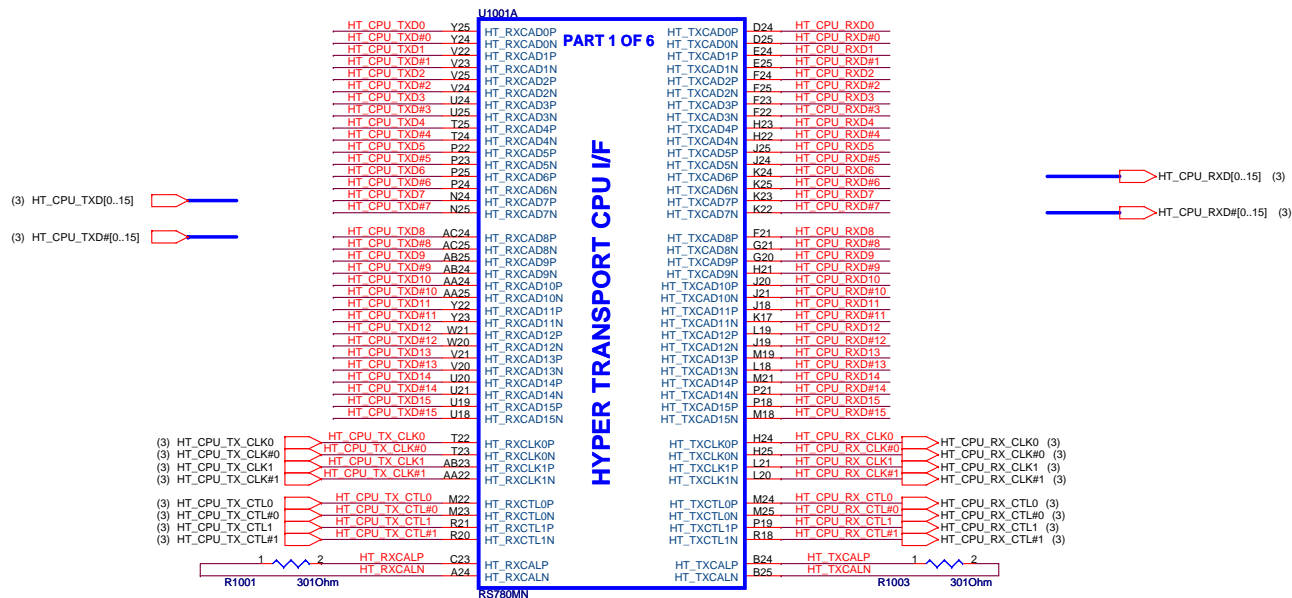 U1001A
PART 1 OF 6
HYPER TRANSPORT CPU I/F
HT_CPU_TXD0 Y25 HT_RXCAD0P HT_TXCAD0P D24 HT_CPU_RXD0
HT_CPU_TXD#0 Y24 HT_RXCAD0N HT_TXCAD0N D25 HT_CPU_RXD#0
HT_CPU_TXD1 V22 HT_RXCAD1P HT_TXCAD1P E24 HT_CPU_RXD1
HT_CPU_TXD#1 V23 HT_RXCAD1N HT_TXCAD1N E25 HT_CPU_RXD#1
HT_CPU_TXD2 V25 HT_RXCAD2P HT_TXCAD2P F24 HT_CPU_RXD2
HT_CPU_TXD#2 V24 HT_RXCAD2N HT_TXCAD2N F25 HT_CPU_RXD#2
HT_CPU_TXD3 U24 HT_RXCAD3P HT_TXCAD3P F23 HT_CPU_RXD3
HT_CPU_TXD#3 U25 HT_RXCAD3N HT_TXCAD3N F22 HT_CPU_RXD#3
HT_CPU_TXD4 T25 HT_RXCAD4P HT_TXCAD4P H23 HT_CPU_RXD4
HT_CPU_TXD#4 T24 HT_RXCAD4N HT_TXCAD4N H22 HT_CPU_RXD#4
HT_CPU_TXD5 P22 HT_RXCAD5P HT_TXCAD5P J25 HT_CPU_RXD5
HT_CPU_TXD#5 P23 HT_RXCAD5N HT_TXCAD5N J24 HT_CPU_RXD#5
HT_CPU_TXD6 P25 HT_RXCAD6P HT_TXCAD6P K24 HT_CPU_RXD6
HT_CPU_TXD#6 P24 HT_RXCAD6N HT_TXCAD6N K25 HT_CPU_RXD#6
HT_CPU_TXD7 N24 HT_RXCAD7P HT_TXCAD7P K23 HT_CPU_RXD7
HT_CPU_TXD#7 N25 HT_RXCAD7N HT_TXCAD7N K22 HT_CPU_RXD#7
(3) HT_CPU_TXD[0..15]
(3) HT_CPU_TXD#[0..15]
HT_CPU_RXD[0..15] (3)
HT_CPU_RXD#[0..15] (3)
HT_CPU_TXD8 AC24 HT_RXCAD8P HT_TXCAD8P F21 HT_CPU_RXD8
HT_CPU_TXD#8 AC25 HT_RXCAD8N HT_TXCAD8N G21 HT_CPU_RXD#8
HT_CPU_TXD9 AB25 HT_RXCAD9P HT_TXCAD9P G20 HT_CPU_RXD9
HT_CPU_TXD#9 AB24 HT_RXCAD9N HT_TXCAD9N H21 HT_CPU_RXD#9
HT_CPU_TXD10 AA24 HT_RXCAD10P HT_TXCAD10P J20 HT_CPU_RXD10
HT_CPU_TXD#10 AA25 HT_RXCAD10N HT_TXCAD10N J21 HT_CPU_RXD#10
HT_CPU_TXD11 Y22 HT_RXCAD11P HT_TXCAD11P J18 HT_CPU_RXD11
HT_CPU_TXD#11 Y23 HT_RXCAD11N HT_TXCAD11N K17 HT_CPU_RXD#11
HT_CPU_TXD12 W21 HT_RXCAD12P HT_TXCAD12P L19 HT_CPU_RXD12
HT_CPU_TXD#12 W20 HT_RXCAD12N HT_TXCAD12N J19 HT_CPU_RXD#12
HT_CPU_TXD13 V21 HT_RXCAD13P HT_TXCAD13P M19 HT_CPU_RXD13
HT_CPU_TXD#13 V20 HT_RXCAD13N HT_TXCAD13N L18 HT_CPU_RXD#13
HT_CPU_TXD14 U20 HT_RXCAD14P HT_TXCAD14P M21 HT_CPU_RXD14
HT_CPU_TXD#14 U21 HT_RXCAD14N HT_TXCAD14N P21 HT_CPU_RXD#14
HT_CPU_TXD15 U19 HT_RXCAD15P HT_TXCAD15P P18 HT_CPU_RXD15
HT_CPU_TXD#15 U18 HT_RXCAD15N HT_TXCAD15N M18 HT_CPU_RXD#15
(3) HT_CPU_TX_CLK0 HT_CPU_TX_CLK0 T22 HT_RXCLK0P HT_TXCLK0P H24 HT_CPU_RX_CLK0 HT_CPU_RX_CLK0 (3)
(3) HT_CPU_TX_CLK#0 HT_CPU_TX_CLK#0 T23 HT_RXCLK0N HT_TXCLK0N H25 HT_CPU_RX_CLK#0 HT_CPU_RX_CLK#0 (3)
(3) HT_CPU_TX_CLK1 HT_CPU_TX_CLK1 AB23 HT_RXCLK1P HT_TXCLK1P L21 HT_CPU_RX_CLK1 HT_CPU_RX_CLK1 (3)
(3) HT_CPU_TX_CLK#1 HT_CPU_TX_CLK#1 AA22 HT_RXCLK1N HT_TXCLK1N L20 HT_CPU_RX_CLK#1 HT_CPU_RX_CLK#1 (3)
(3) HT_CPU_TX_CTL0 HT_CPU_TX_CTL0 M22 HT_RXCTL0P HT_TXCTL0P M24 HT_CPU_RX_CTL0 HT_CPU_RX_CTL0 (3)
(3) HT_CPU_TX_CTL#0 HT_CPU_TX_CTL#0 M23 HT_RXCTL0N HT_TXCTL0N M25 HT_CPU_RX_CTL#0 HT_CPU_RX_CTL#0 (3)
(3) HT_CPU_TX_CTL1 HT_CPU_TX_CTL1 R21 HT_RXCTL1P HT_TXCTL1P P19 HT_CPU_RX_CTL1 HT_CPU_RX_CTL1 (3)
(3) HT_CPU_TX_CTL#1 HT_CPU_TX_CTL#1 R20 HT_RXCTL1N HT_TXCTL1N R18 HT_CPU_RX_CTL#1 HT_CPU_RX_CTL#1 (3)
1 2 HT_RXCALP C23 HT_RXCALP HT_TXCALP B24 HT_TXCALP 1 2
HT_RXCALN A24 HT_RXCALN HT_TXCALN B25 HT_TXCALN
R1001 301Ohm R1003 301Ohm
RS780MN